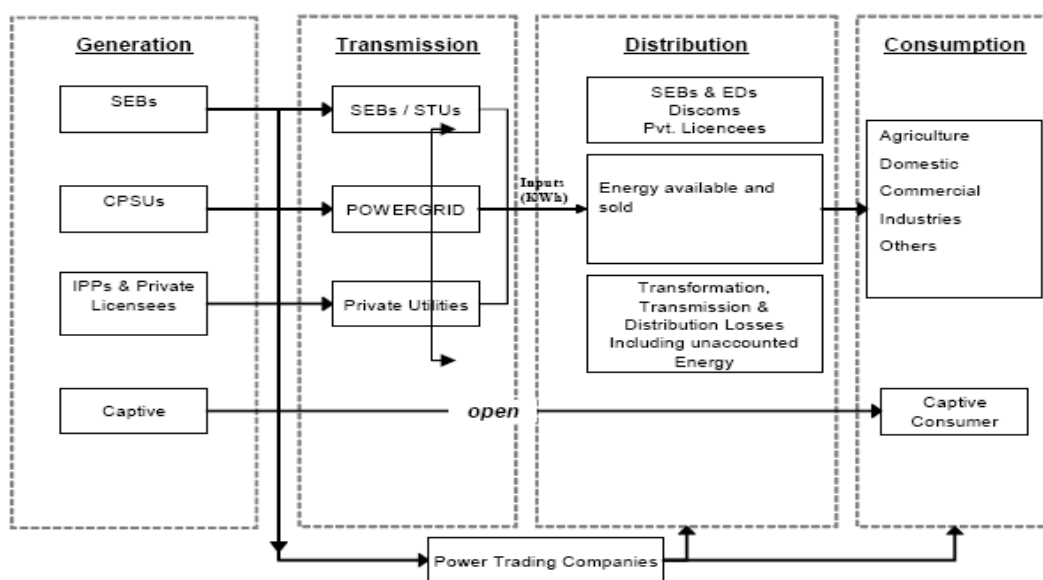 Generation
SEBs
CPSUs
IPPs & Private
Licensees
Captive
Transmission
SEBs / STUs
POWERGRID
Private Utilities
open
Inputs
(KWh)
Distribution
SEBs & EDs
Discoms
Pvt. Licencees
Energy available and
sold
Transformation,
Transmission &
Distribution Losses
Including unaccounted
Energy
Consumption
Agriculture
Domestic
Commercial
Industries
Others
Captive
Consumer
Power Trading Companies